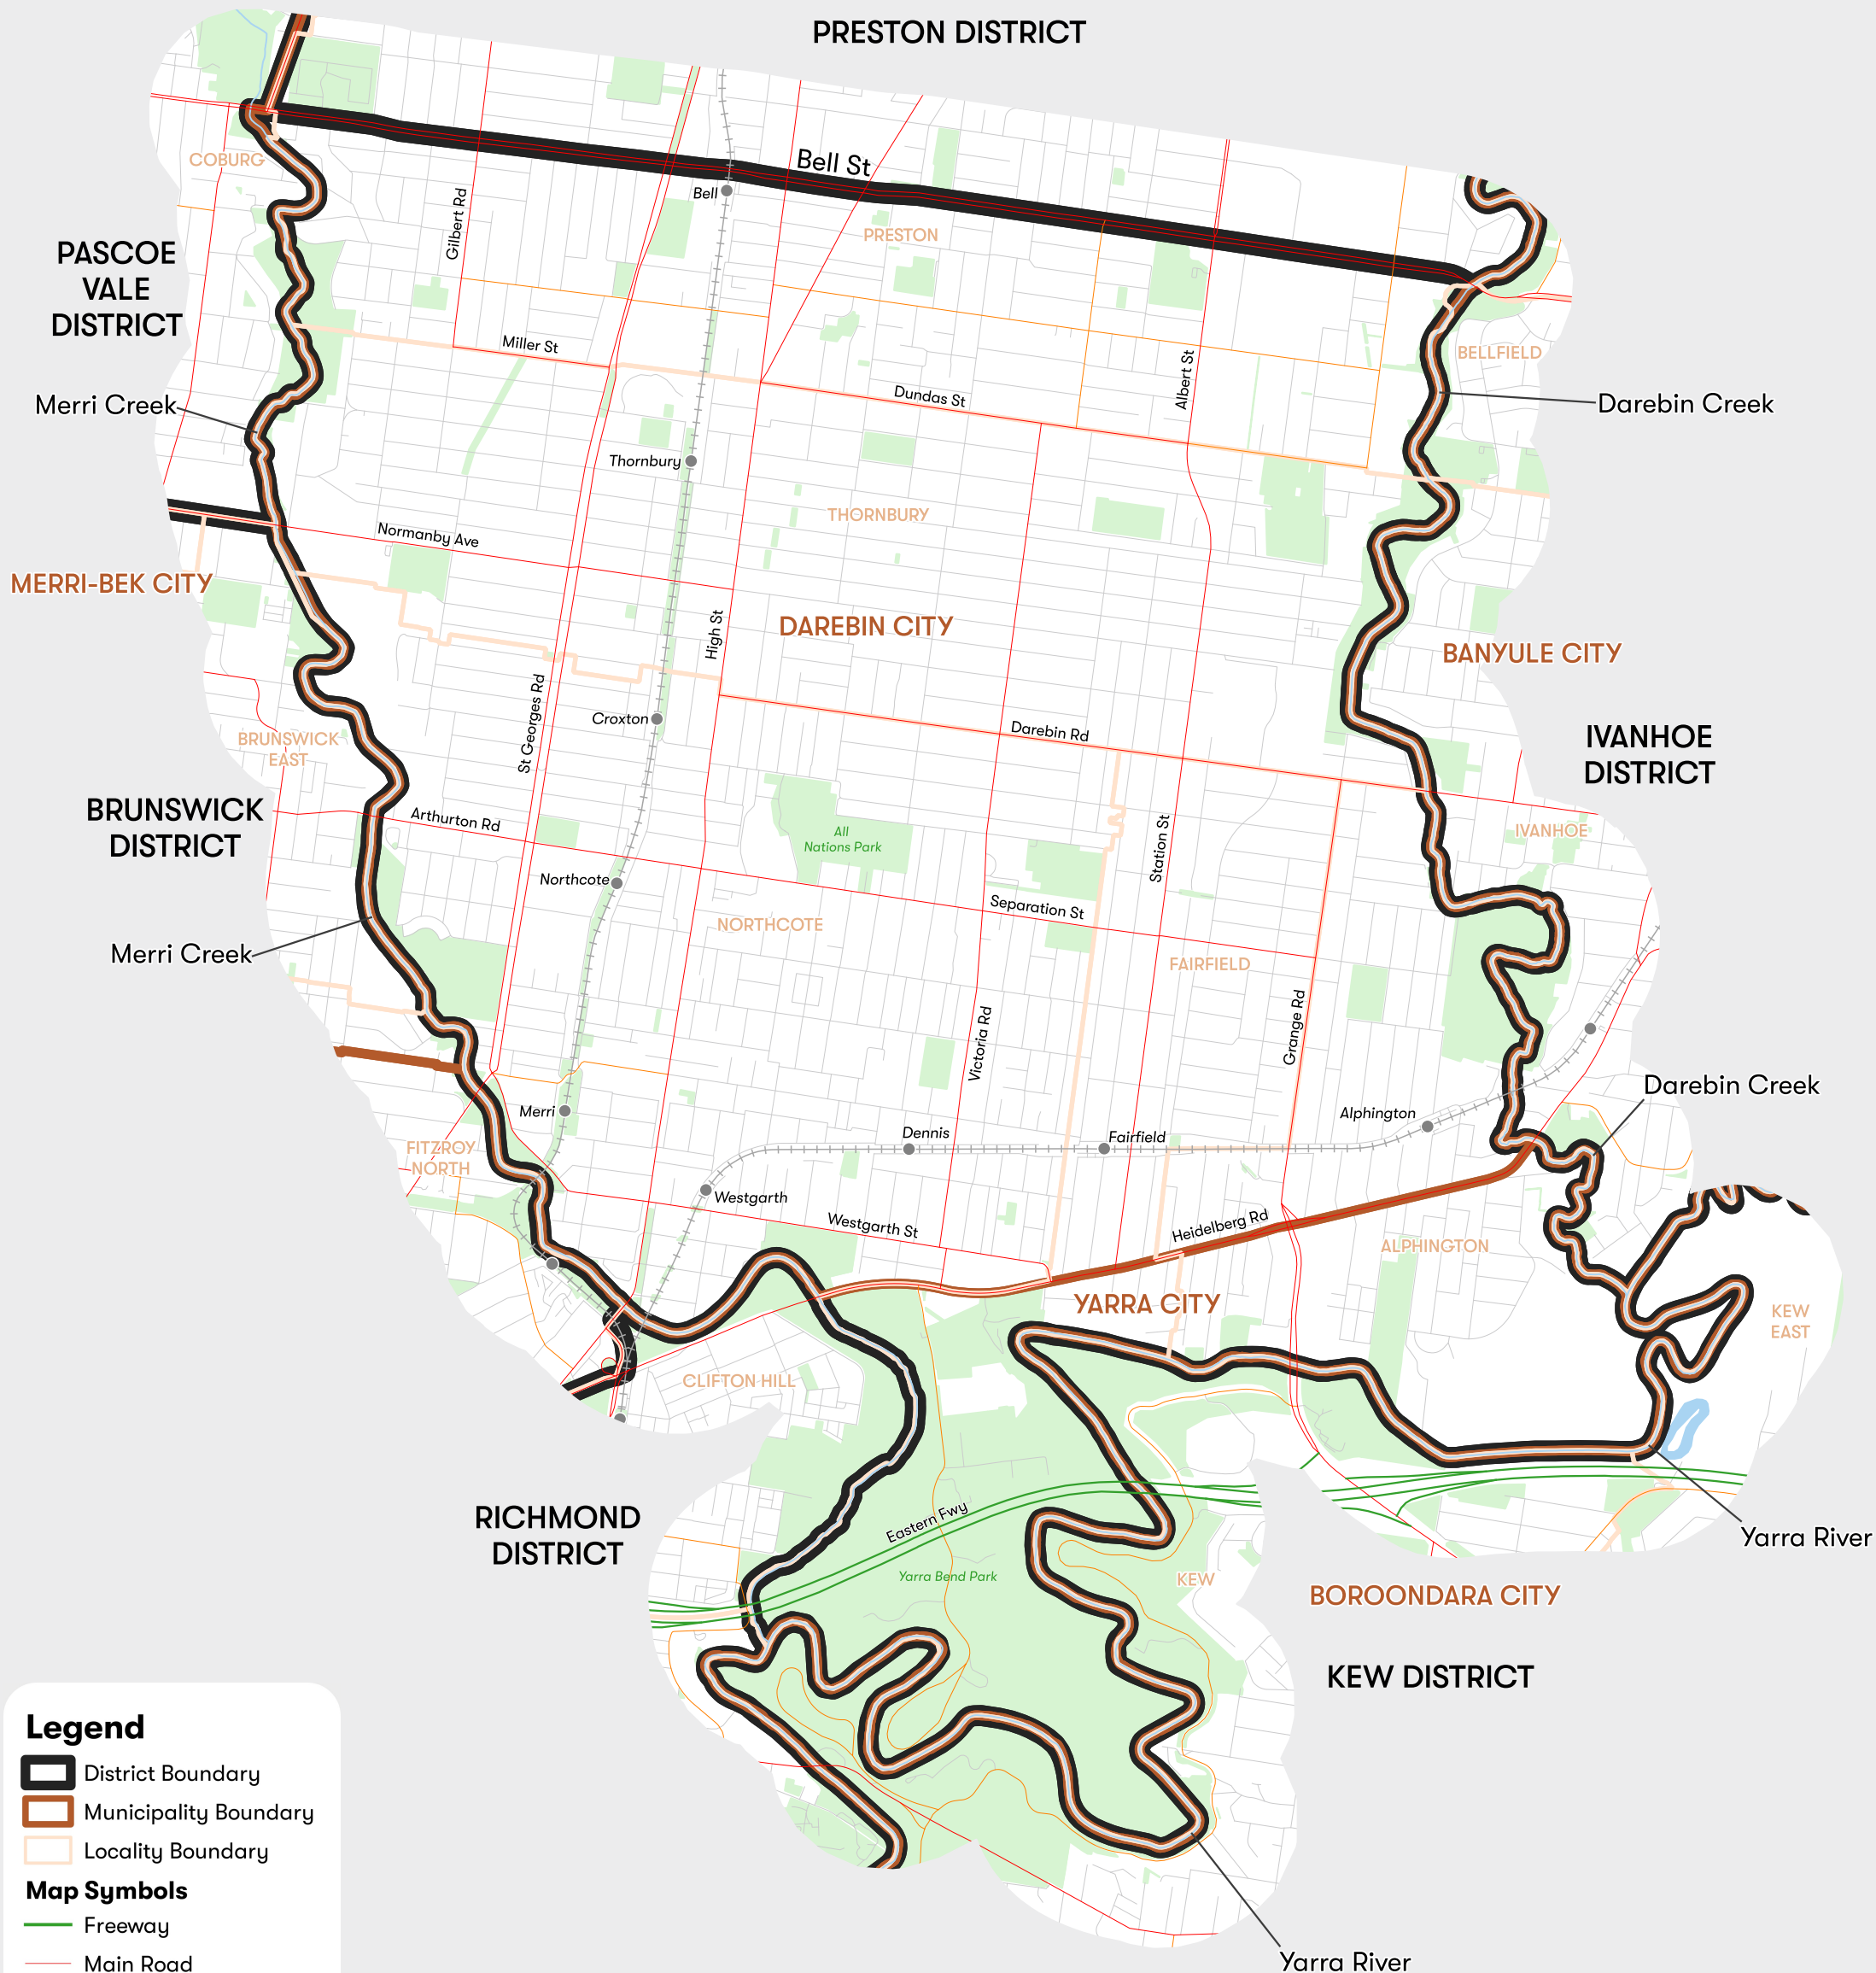 PRESTON DISTRICT
Bell St
COBURG
Bell
Gilbert Rd
PRESTON
PASCOE
VALE
DISTRICT
Miller St
BELLFIELD
Albert St
Dundas St
Merri Creek
Darebin Creek
Thornbury
THORNBURY
Normanby Ave
MERRI-BEK CITY
High St
DAREBIN CITY
BANYULE CITY
St Georges Rd
Croxton
Darebin Rd
BRUNSWICK
EAST
IVANHOE
DISTRICT
BRUNSWICK
DISTRICT
Arthurton Rd
All
Nations Park
Station St
IVANHOE
Northcote
Separation St
NORTHCOTE
Merri Creek
FAIRFIELD
Grange Rd
Victoria Rd
Darebin Creek
Merri
Alphington
Dennis
Fairfield
FITZROY
NORTH
Westgarth
Westgarth St
Heidelberg Rd
ALPHINGTON
YARRA CITY
KEW
EAST
CLIFTON HILL
RICHMOND
DISTRICT
Eastern Fwy
Yarra River
Yarra Bend Park
KEW
BOROONDARA CITY
KEW DISTRICT
Legend
District Boundary
Municipality Boundary
Locality Boundary
Map Symbols
Freeway
Main Road
Yarra River